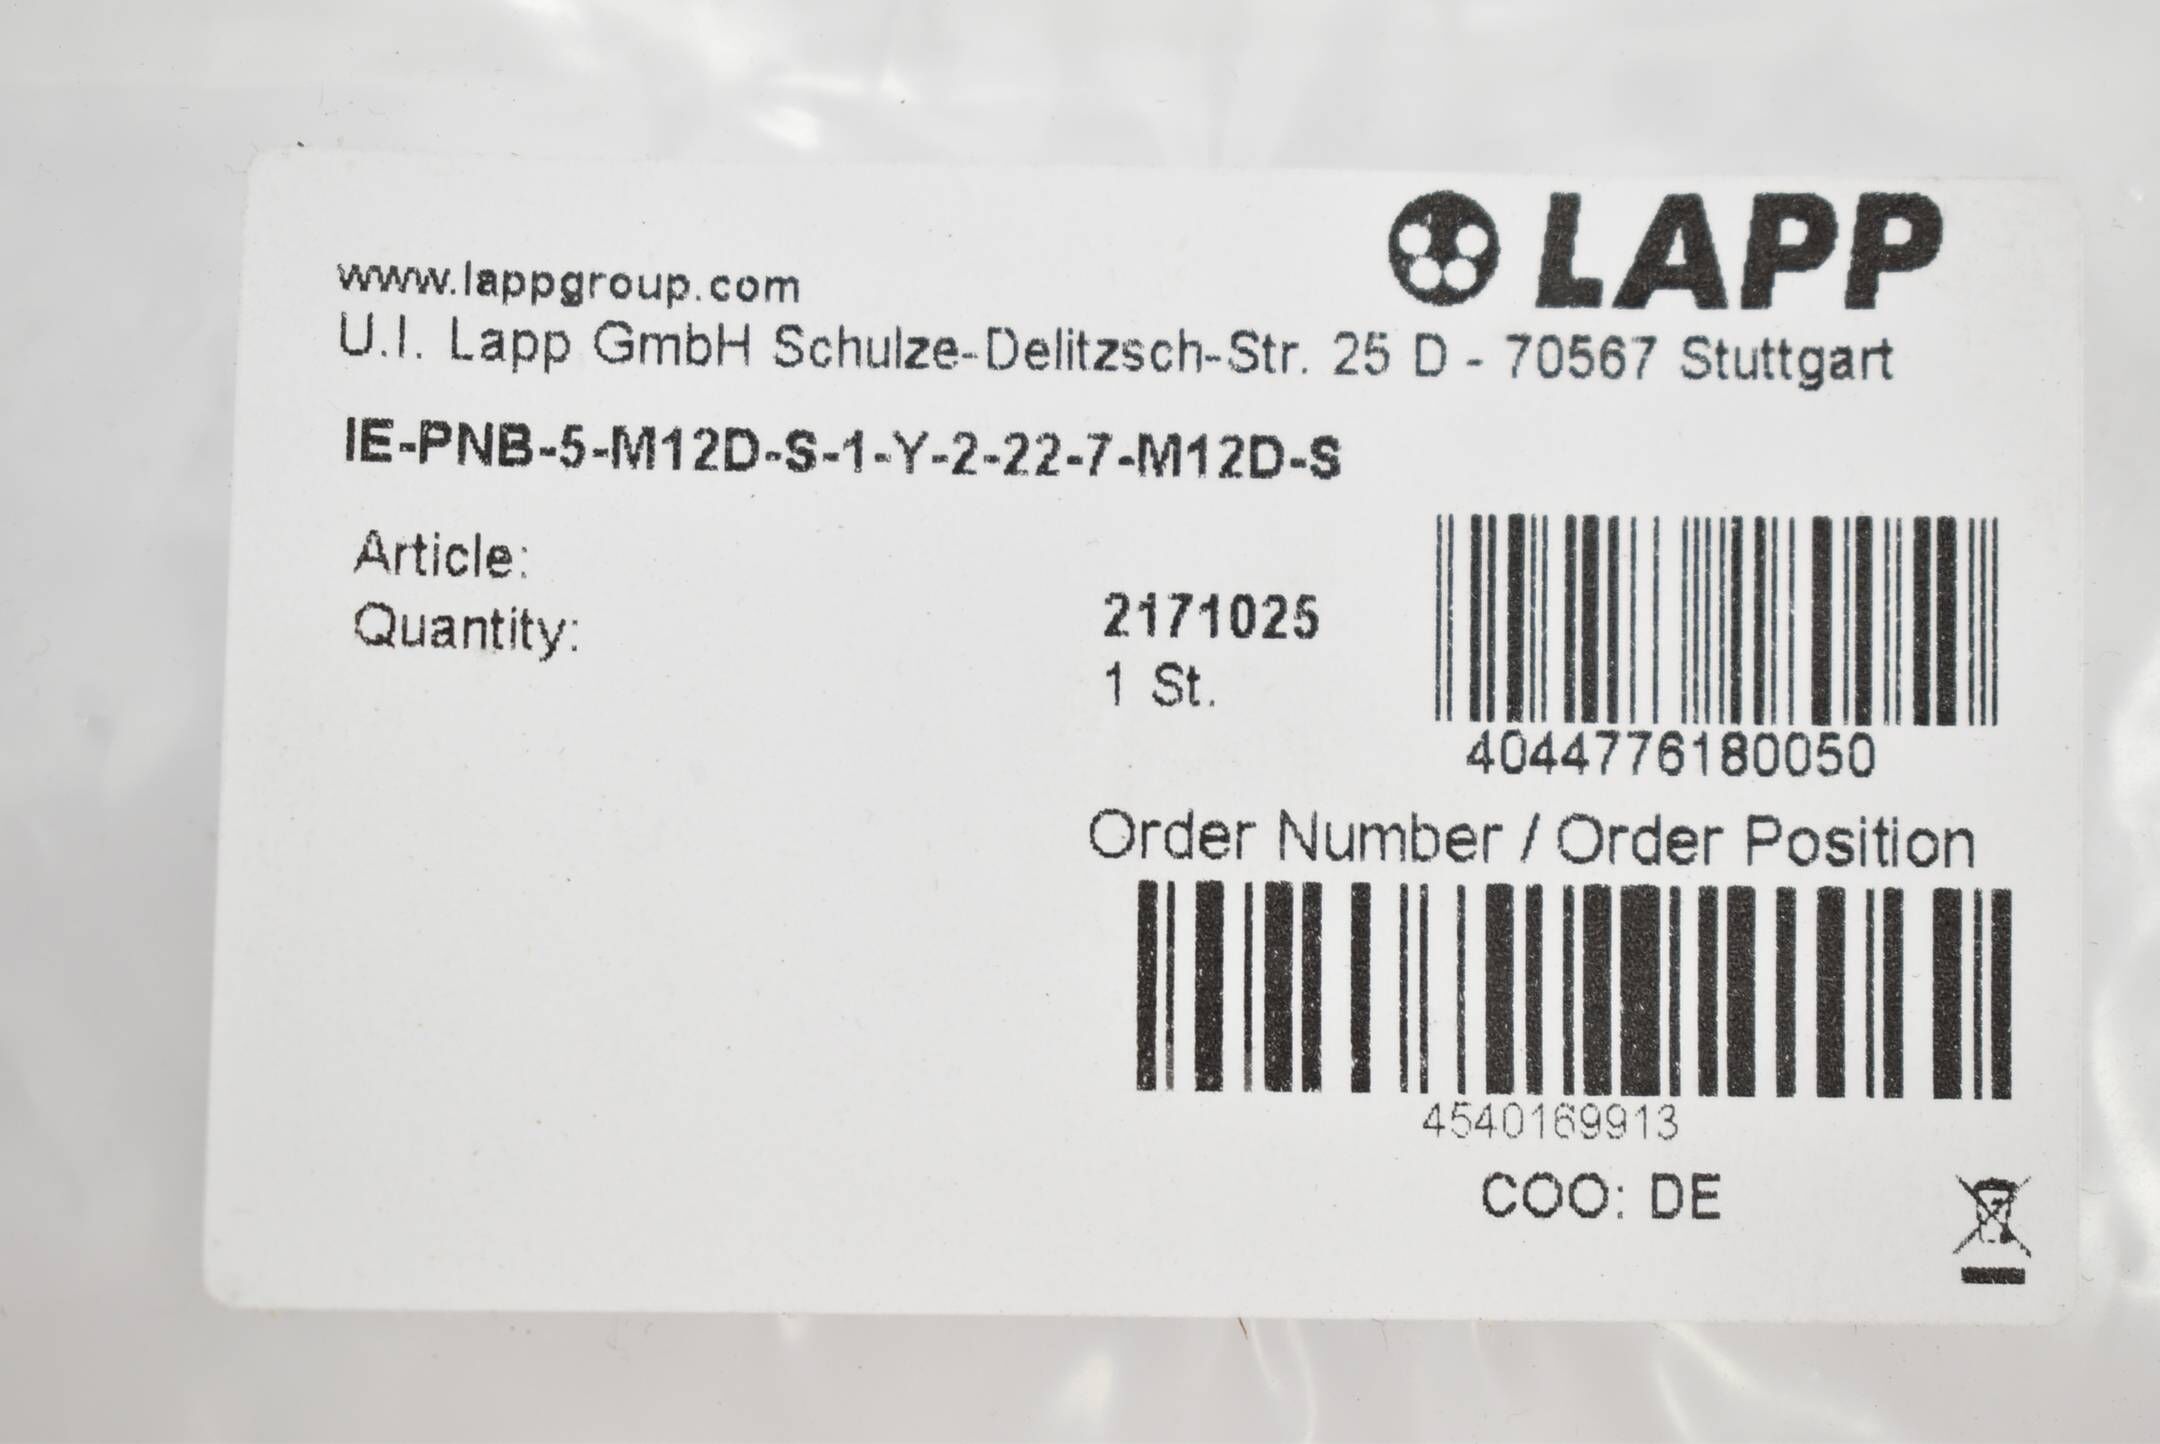 LAPP
www.lappgroup.com
U.I. Lapp GmbH Schulze-Delitzsch-Str. 25 D - 70567 Stuttgart
IE-PNB-5-M12D-S-1-Y-2-22-7-M12D-S
Article:
2171025
Quantity:
1 St.
4044776180050
Order Number / Order Position
4540169913
COO: DE